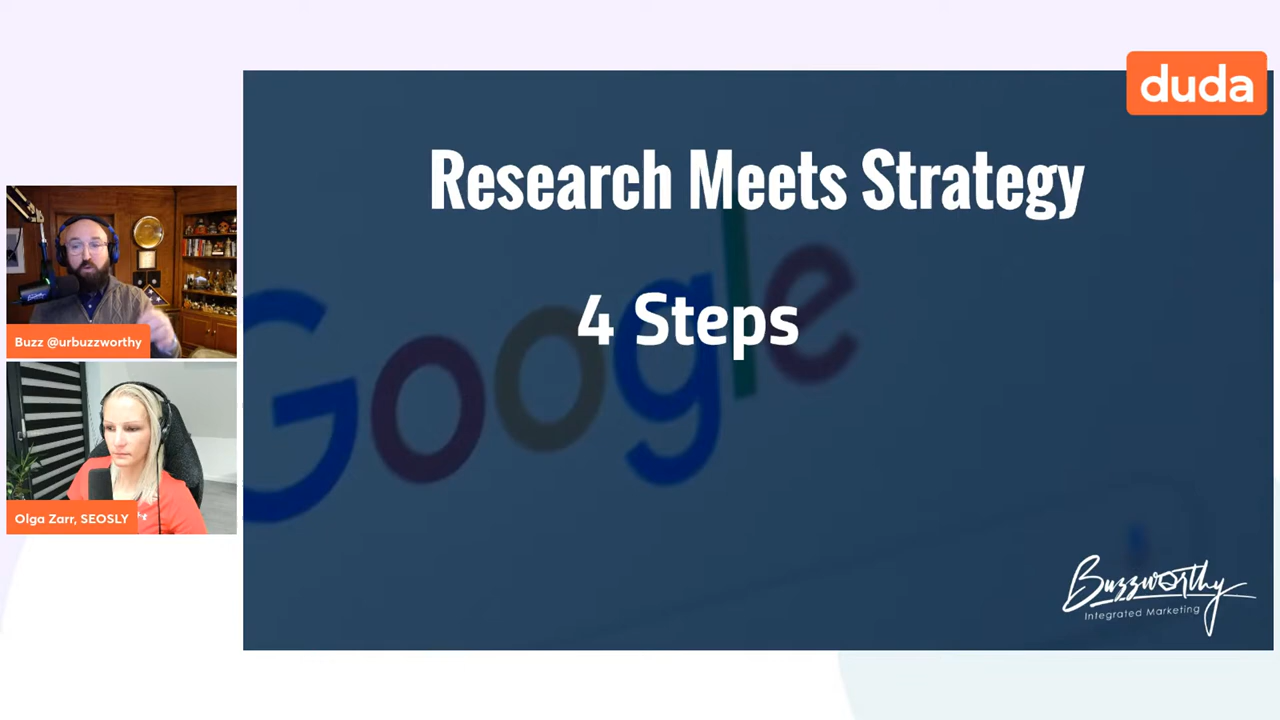 duda
Research Meets Strategy
4 Steps
Google
Buzz @urbuzzworthy
Olga Zarr, SEOSLY
Buzzworthy
Integrated Marketing